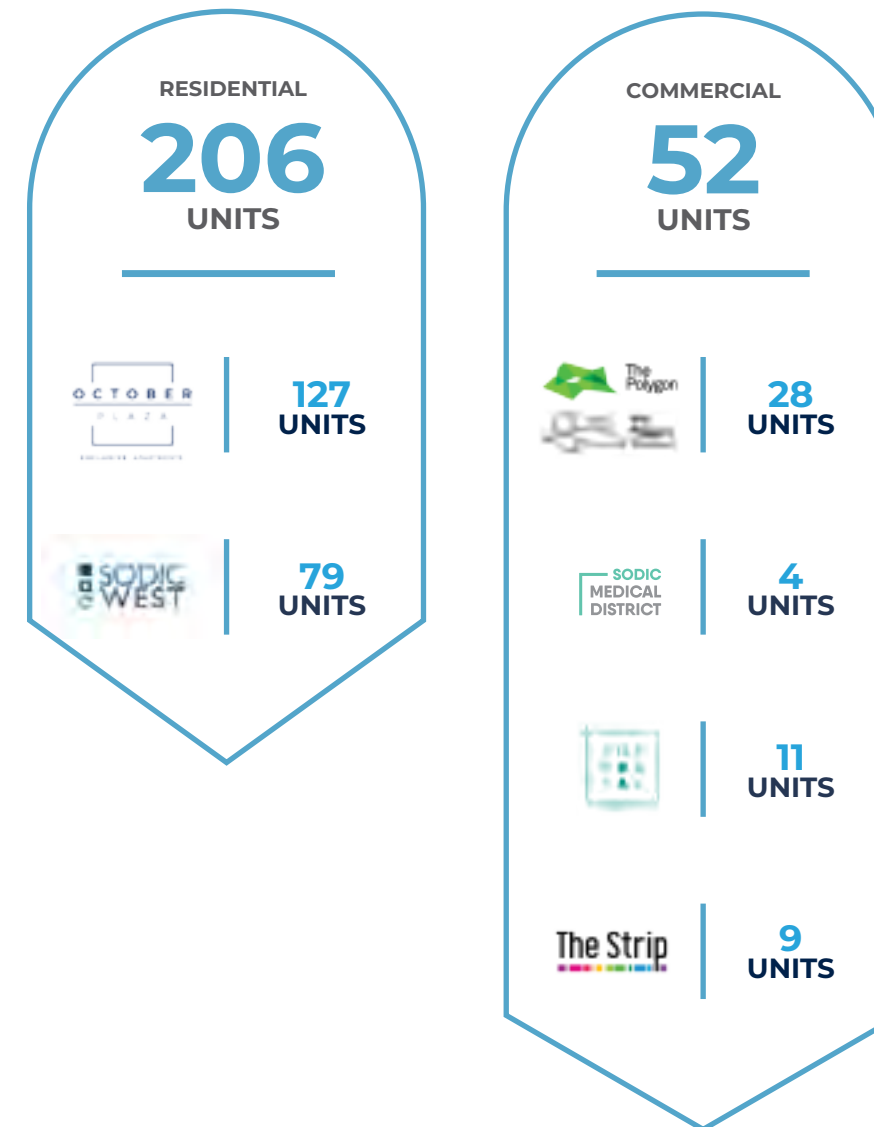 RESIDENTIAL
206
UNITS
OCTOBER
PLAZA
127
UNITS
SODIC
WEST
79
UNITS
COMMERCIAL
52
UNITS
The
Polygon
28
UNITS
SODIC
MEDICAL
DISTRICT
4
UNITS
11
UNITS
The Strip
9
UNITS